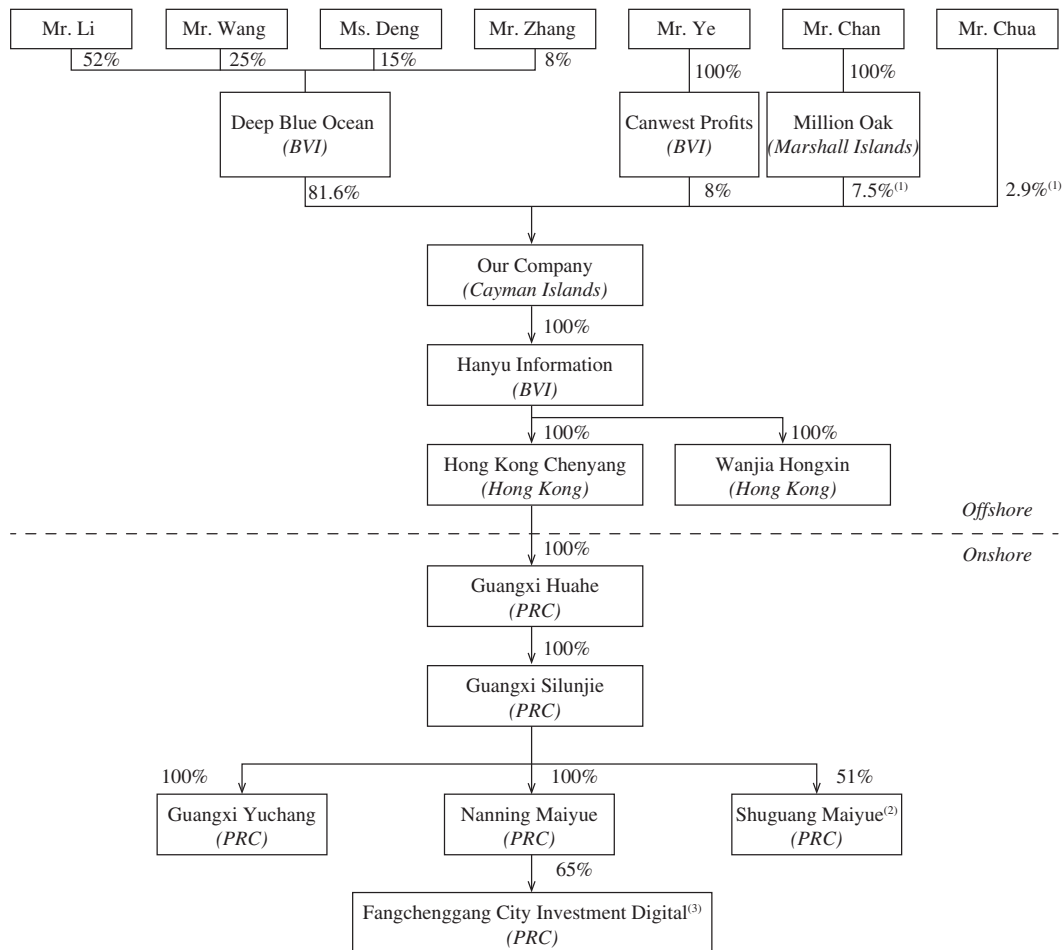 Mr. Li
Mr. Wang
Ms. Deng
Mr. Zhang
Mr. Ye
Mr. Chan
Mr. Chua
52%
25%
15%
8%
100%
100%
Deep Blue Ocean
(BVI)
Canwest Profits
(BVI)
Million Oak
(Marshall Islands)
81.6%
8%
7.5%(1)
2.9%(1)
Our Company
(Cayman Islands)
100%
Hanyu Information
(BVI)
100%
100%
Hong Kong Chenyang
(Hong Kong)
Wanjia Hongxin
(Hong Kong)
Offshore
Onshore
100%
Guangxi Huahe
(PRC)
100%
Guangxi Silunjie
(PRC)
100%
100%
51%
Guangxi Yuchang
(PRC)
Nanning Maiyue
(PRC)
Shuguang Maiyue(2)
(PRC)
65%
Fangchenggang City Investment Digital(3)
(PRC)